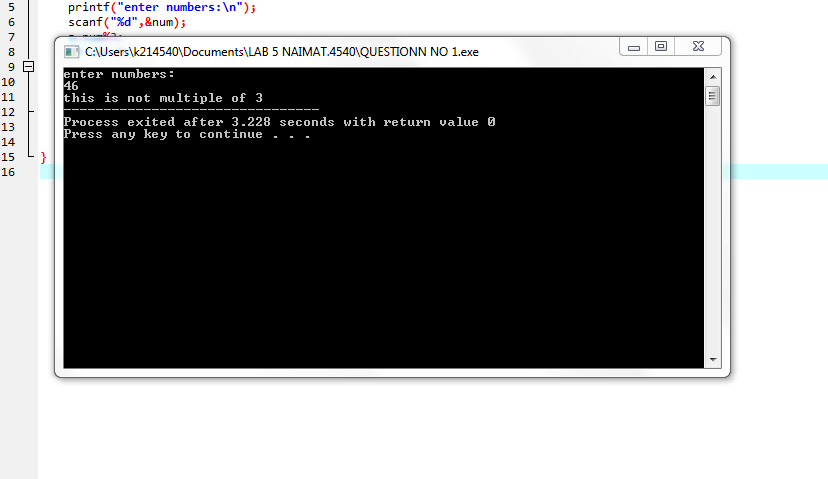 5 printf("enter numbers:\n");
6 scanf("%d",&num);
7
8 C:\Users\k214540\Documents\LAB 5 NAIMAT.4540\QUESTIONN NO 1.exe
9 enter numbers:
10 46
11 this is not multiple of 3
12 --------------------------------
13 Process exited after 3.228 seconds with return value 0
14 Press any key to continue . . .
15 }
16